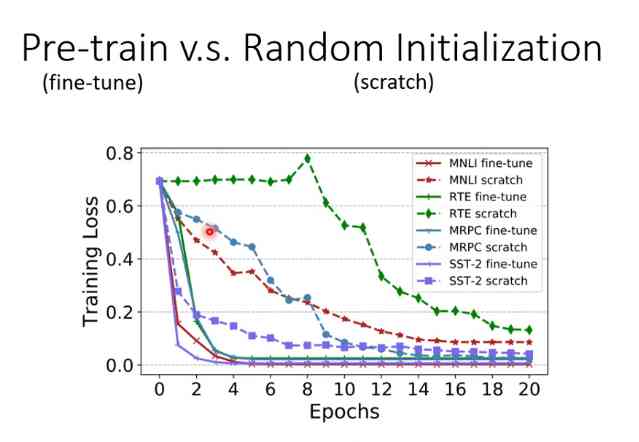 Pre-train v.s. Random Initialization
(fine-tune) (scratch)
0.8
0.6
0.4
0.2
0.0
Training Loss
MNLI fine-tune
MNLI scratch
RTE fine-tune
RTE scratch
MRPC fine-tune
MRPC scratch
SST-2 fine-tune
SST-2 scratch
0 2 4 6 8 10 12 14 16 18 20
Epochs